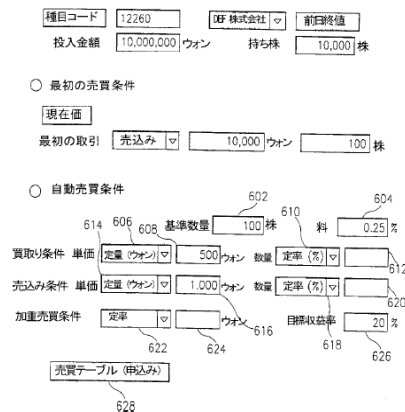 種目コード 12260 DEF 株式会社 前日終値
投入金額 10,000,000 ウォン 持ち株 10,000 株
○ 最初の売買条件
現在価
最初の取引 売込み 10,000 ウォン 100 株
○ 自動売買条件
602 604
614 606 608 基準数量 100 株 610 料 0.25 %
買取り条件 単価 定量 (ウォン) 500 ウォン 数量 定率 (%) 612
売込み条件 単価 定量 (ウォン) 1.000 ウォン 数量 定率 (%) 620
加重売買条件 定率 ウォン 616 618 目標収益率 20 %
622 624 626
売買テーブル (申込み)
628